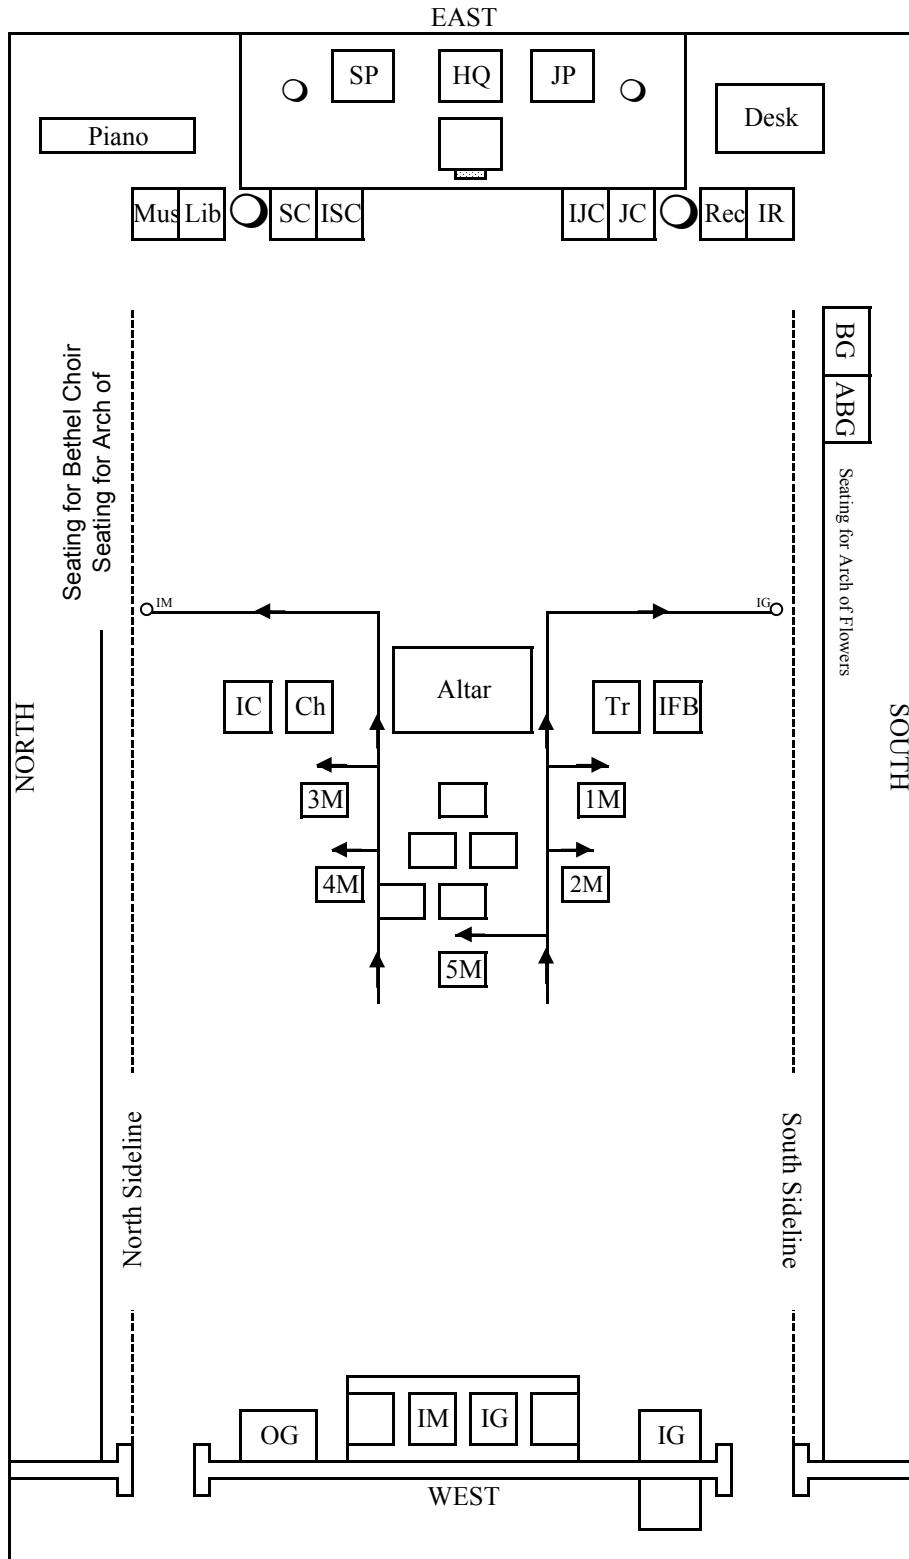 EAST
SP HQ JP
Desk
Piano
Mus Lib SC ISC IJC JC Rec IR
BG
ABG
Seating for Bethel Choir
Seating for Arch of
Seating for Arch of Flowers
IM IG
Altar
IC Ch Tr IFB
NORTH
SOUTH
3M 1M
4M 2M
5M
North Sideline
South Sideline
IM IG
OG IG
WEST